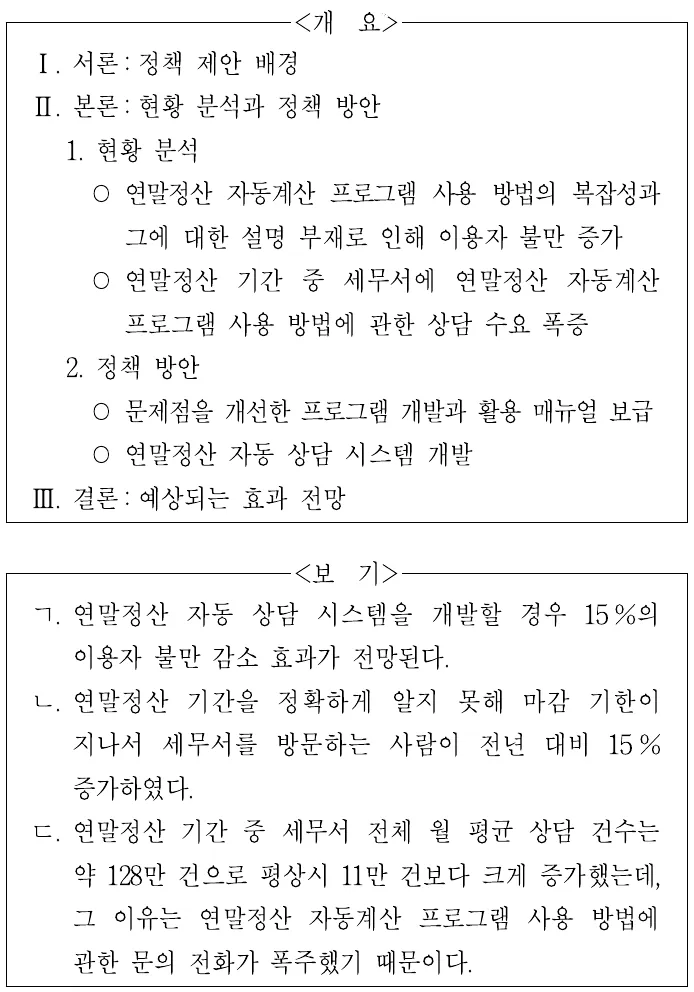 <개 요>
Ⅰ. 서론 : 정책 제안 배경
Ⅱ. 본론 : 현황 분석과 정책 방안
1. 현황 분석
○ 연말정산 자동계산 프로그램 사용 방법의 복잡성과
그에 대한 설명 부재로 인해 이용자 불만 증가
○ 연말정산 기간 중 세무서에 연말정산 자동계산
프로그램 사용 방법에 관한 상담 수요 폭증
2. 정책 방안
○ 문제점을 개선한 프로그램 개발과 활용 매뉴얼 보급
○ 연말정산 자동 상담 시스템 개발
Ⅲ. 결론 : 예상되는 효과 전망
<보 기>
ㄱ. 연말정산 자동 상담 시스템을 개발할 경우 15 %의
이용자 불만 감소 효과가 전망된다.
ㄴ. 연말정산 기간을 정확하게 알지 못해 마감 기한이
지나서 세무서를 방문하는 사람이 전년 대비 15 %
증가하였다.
ㄷ. 연말정산 기간 중 세무서 전체 월 평균 상담 건수는
약 128만 건으로 평상시 11만 건보다 크게 증가했는데,
그 이유는 연말정산 자동계산 프로그램 사용 방법에
관한 문의 전화가 폭주했기 때문이다.